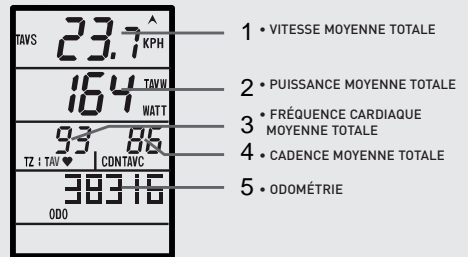 TAVS 23.7 KPH
1 • VITESSE MOYENNE TOTALE
164 TAVW WATT
2 • PUISSANCE MOYENNE TOTALE
93 86
TZ : TAV ♥ CDNTAVC
3 • FRÉQUENCE CARDIAQUE
MOYENNE TOTALE
4 • CADENCE MOYENNE TOTALE
38316
ODO
5 • ODOMÉTRIE